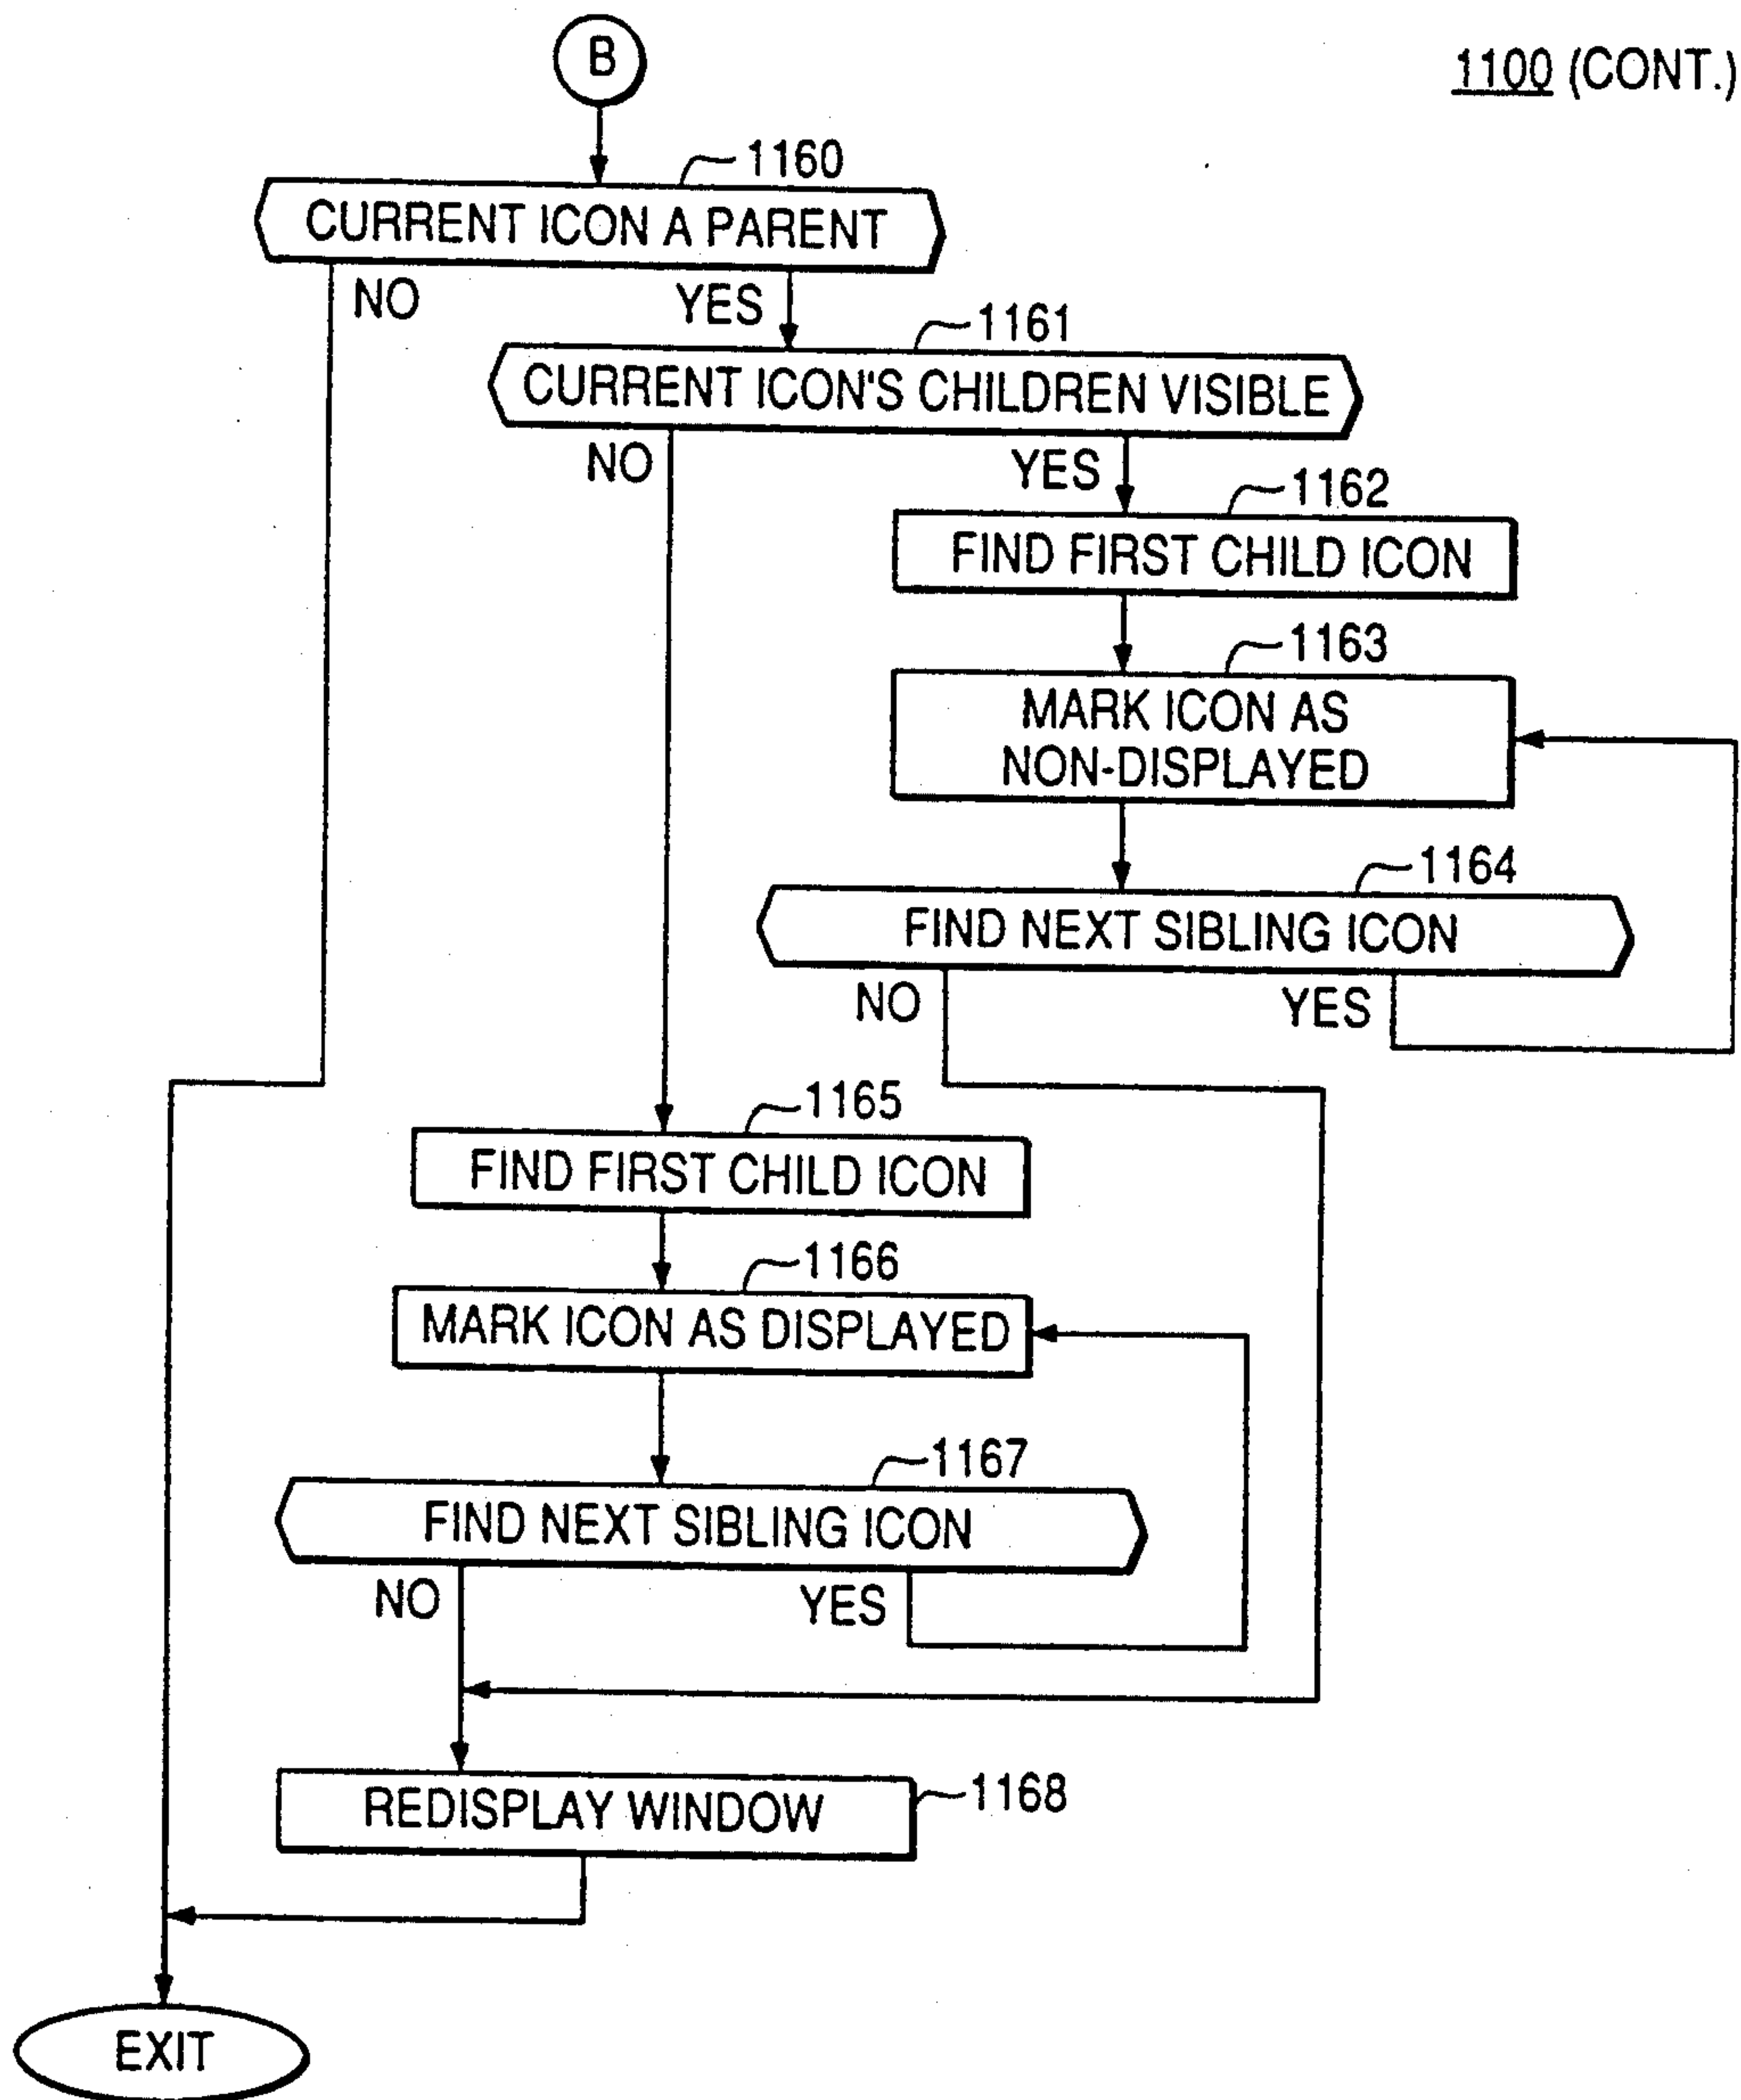 B
1100 (CONT.)
1160
CURRENT ICON A PARENT
NO
YES
1161
CURRENT ICON'S CHILDREN VISIBLE
NO
YES
1162
FIND FIRST CHILD ICON
1163
MARK ICON AS
NON-DISPLAYED
1164
FIND NEXT SIBLING ICON
NO
YES
1165
FIND FIRST CHILD ICON
1166
MARK ICON AS DISPLAYED
1167
FIND NEXT SIBLING ICON
NO
YES
REDISPLAY WINDOW
1168
EXIT